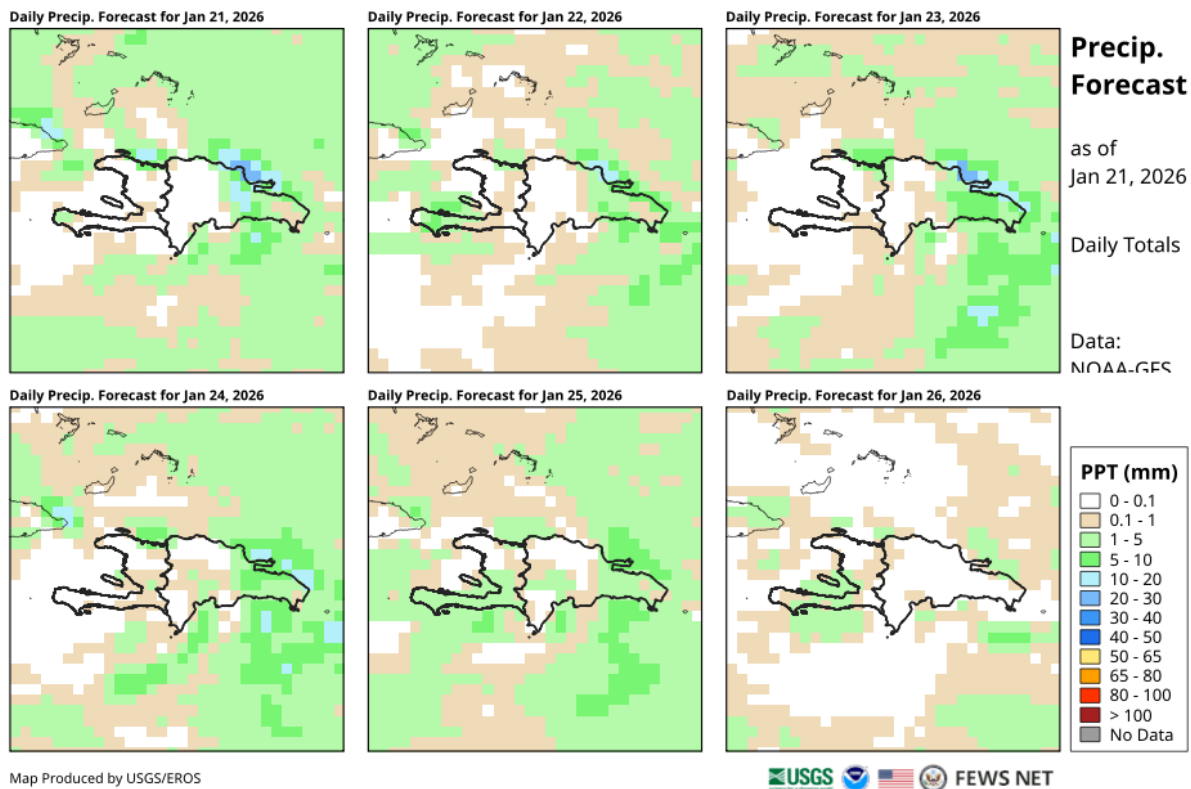 Daily Precip. Forecast for Jan 21, 2026
Daily Precip. Forecast for Jan 22, 2026
Daily Precip. Forecast for Jan 23, 2026
Precip.
Forecast
as of
Jan 21, 2026
Daily Totals
Data:
NOAA-GFS
Daily Precip. Forecast for Jan 24, 2026
Daily Precip. Forecast for Jan 25, 2026
Daily Precip. Forecast for Jan 26, 2026
PPT (mm)
0 - 0.1
0.1 - 1
1 - 5
5 - 10
10 - 20
20 - 30
30 - 40
40 - 50
50 - 65
65 - 80
80 - 100
> 100
No Data
Map Produced by USGS/EROS
USGS
FEWS NET